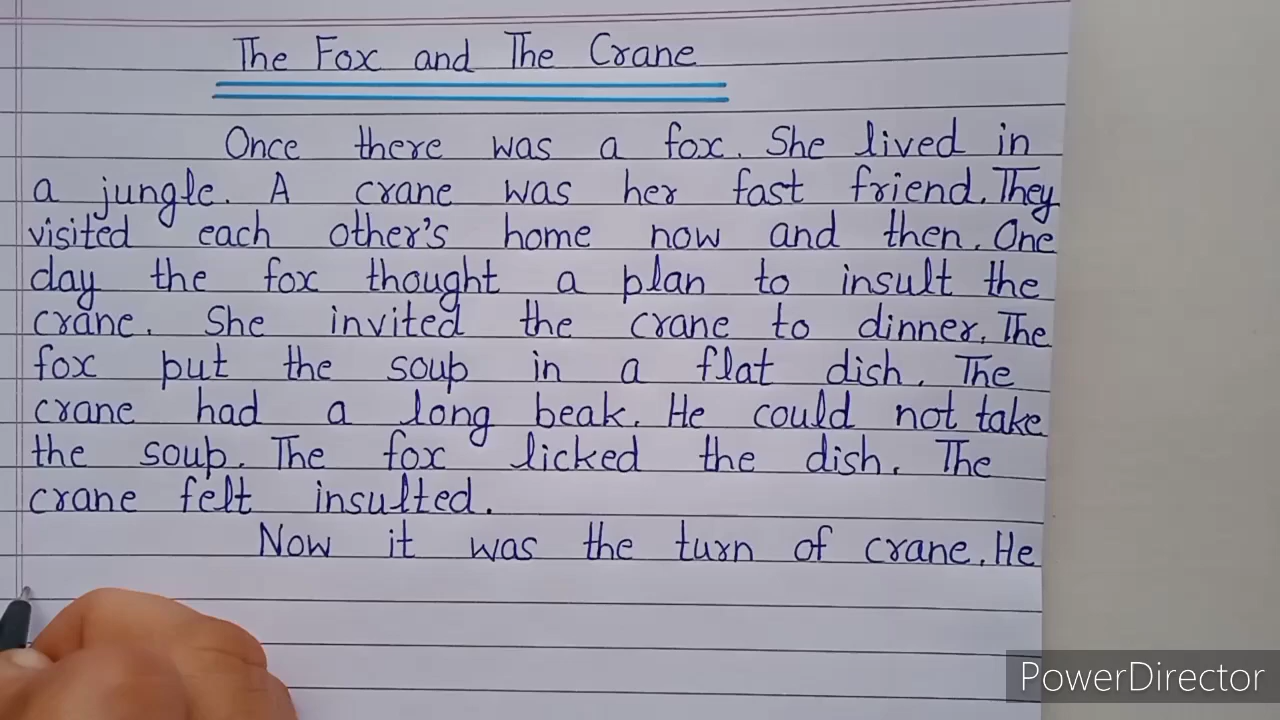 The Fox and The Crane
Once there was a fox. She lived in
a jungle. A crane was her fast friend. They
visited each other's home now and then. One
day the fox thought a plan to insult the
crane. She invited the crane to dinner. The
fox put the soup in a flat dish. The
crane had a long beak. He could not take
the soup. The fox licked the dish. The
crane felt insulted.
Now it was the turn of crane. He
PowerDirector